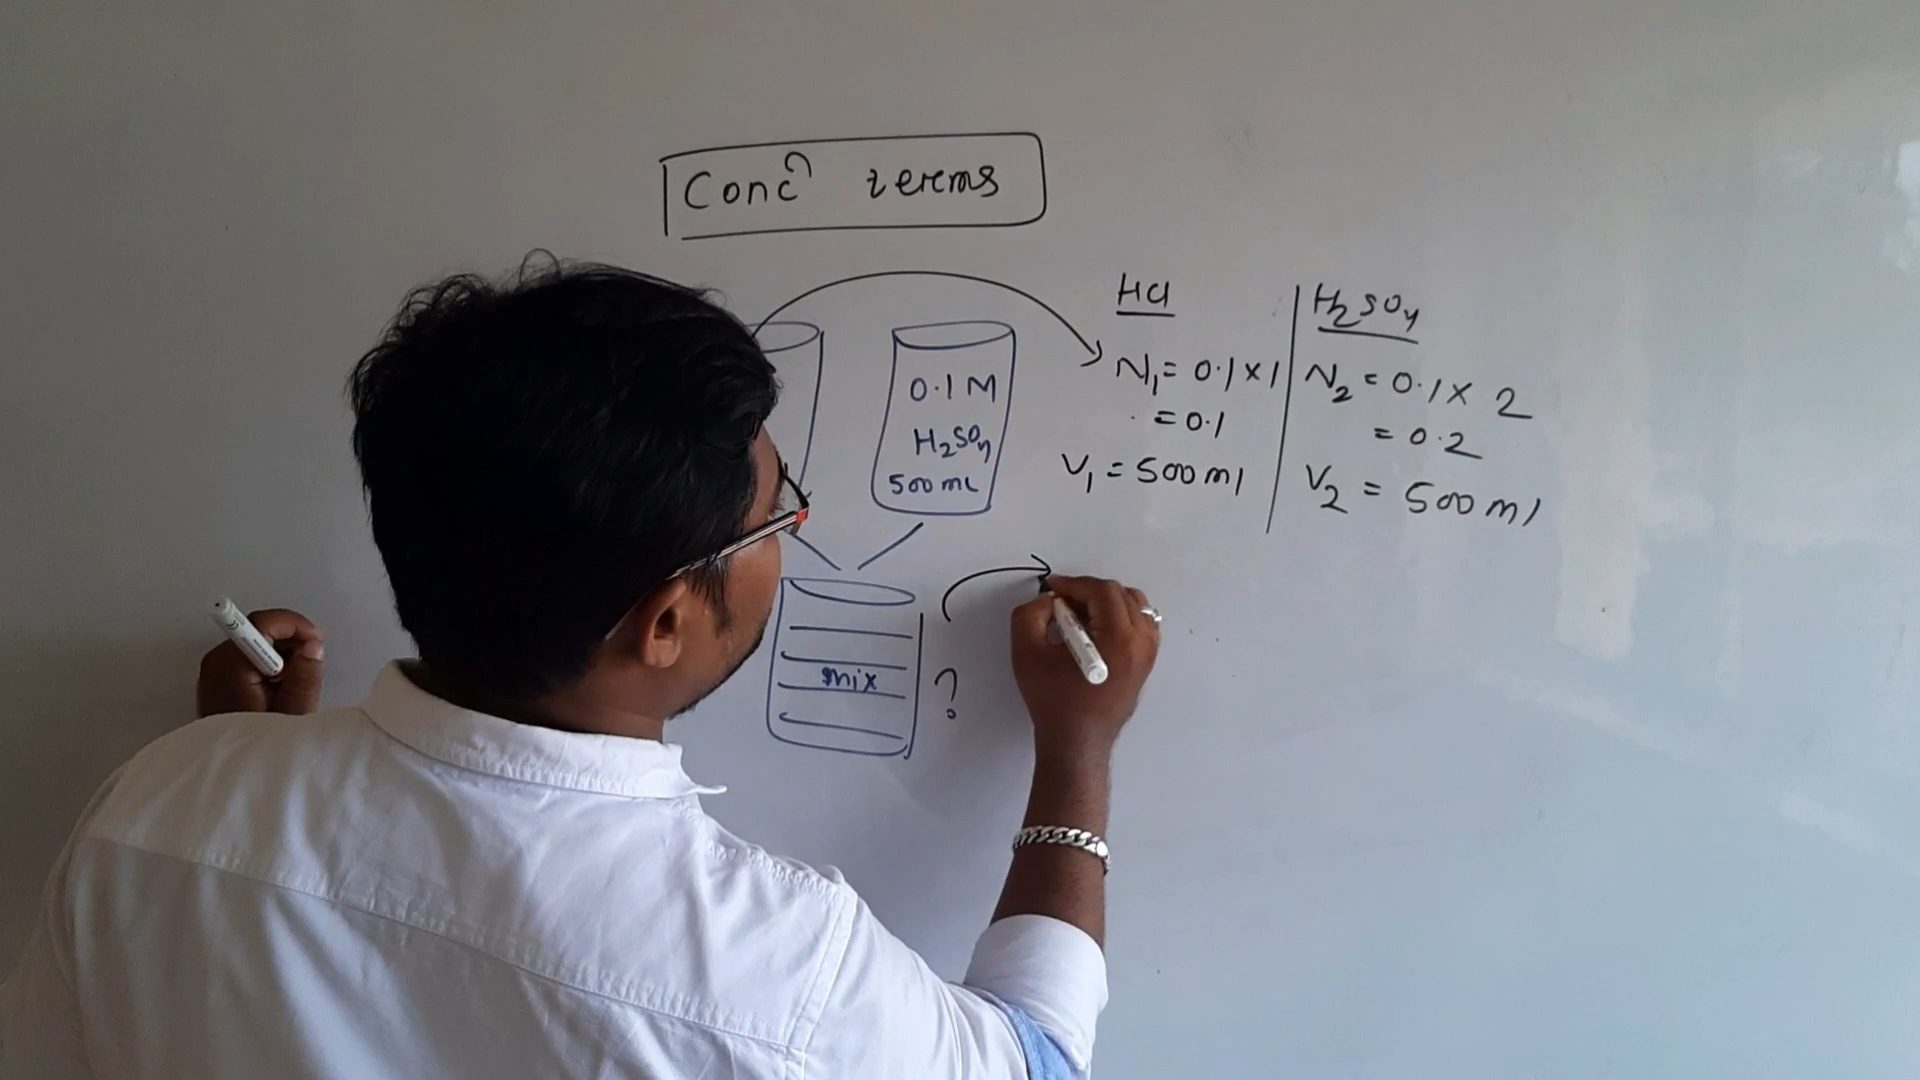 Concⁿ terms
0.1 M
H₂SO₄
500 ml
mix
?
HCl
N₁ = 0.1 × 1
= 0.1
V₁ = 500 ml
H₂SO₄
N₂ = 0.1 × 2
= 0.2
V₂ = 500 ml